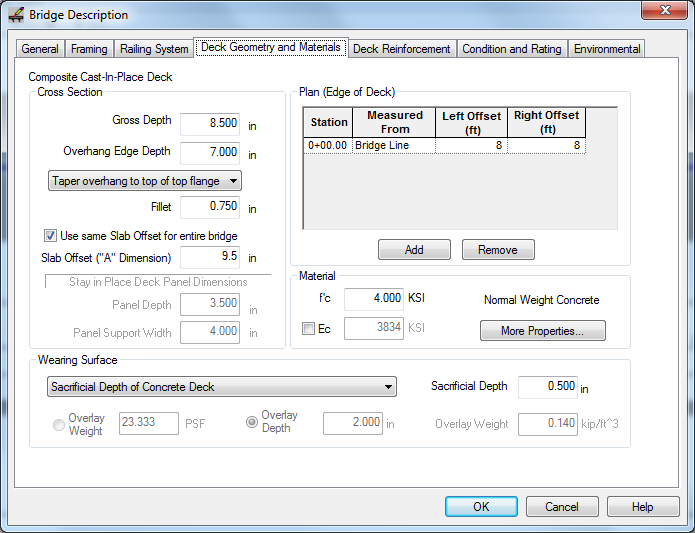 Bridge Description
General Framing Railing System Deck Geometry and Materials Deck Reinforcement Condition and Rating Environmental
Composite Cast-In-Place Deck
Cross Section
Gross Depth 8.500 in
Overhang Edge Depth 7.000 in
Taper overhang to top of top flange
Fillet 0.750 in
Use same Slab Offset for entire bridge
Slab Offset ("A" Dimension) 9.5 in
Stay in Place Deck Panel Dimensions
Panel Depth 3.500 in
Panel Support Width 4.000 in
Plan (Edge of Deck)
Station Measured From Left Offset (ft) Right Offset (ft)
0+00.00 Bridge Line 8 8
Add Remove
Material
f'c 4.000 KSI Normal Weight Concrete
Ec 3834 KSI More Properties...
Wearing Surface
Sacrificial Depth of Concrete Deck Sacrificial Depth 0.500 in
Overlay Weight 23.333 PSF Overlay Depth 2.000 in Overlay Weight 0.140 kip/ft^3
OK Cancel Help